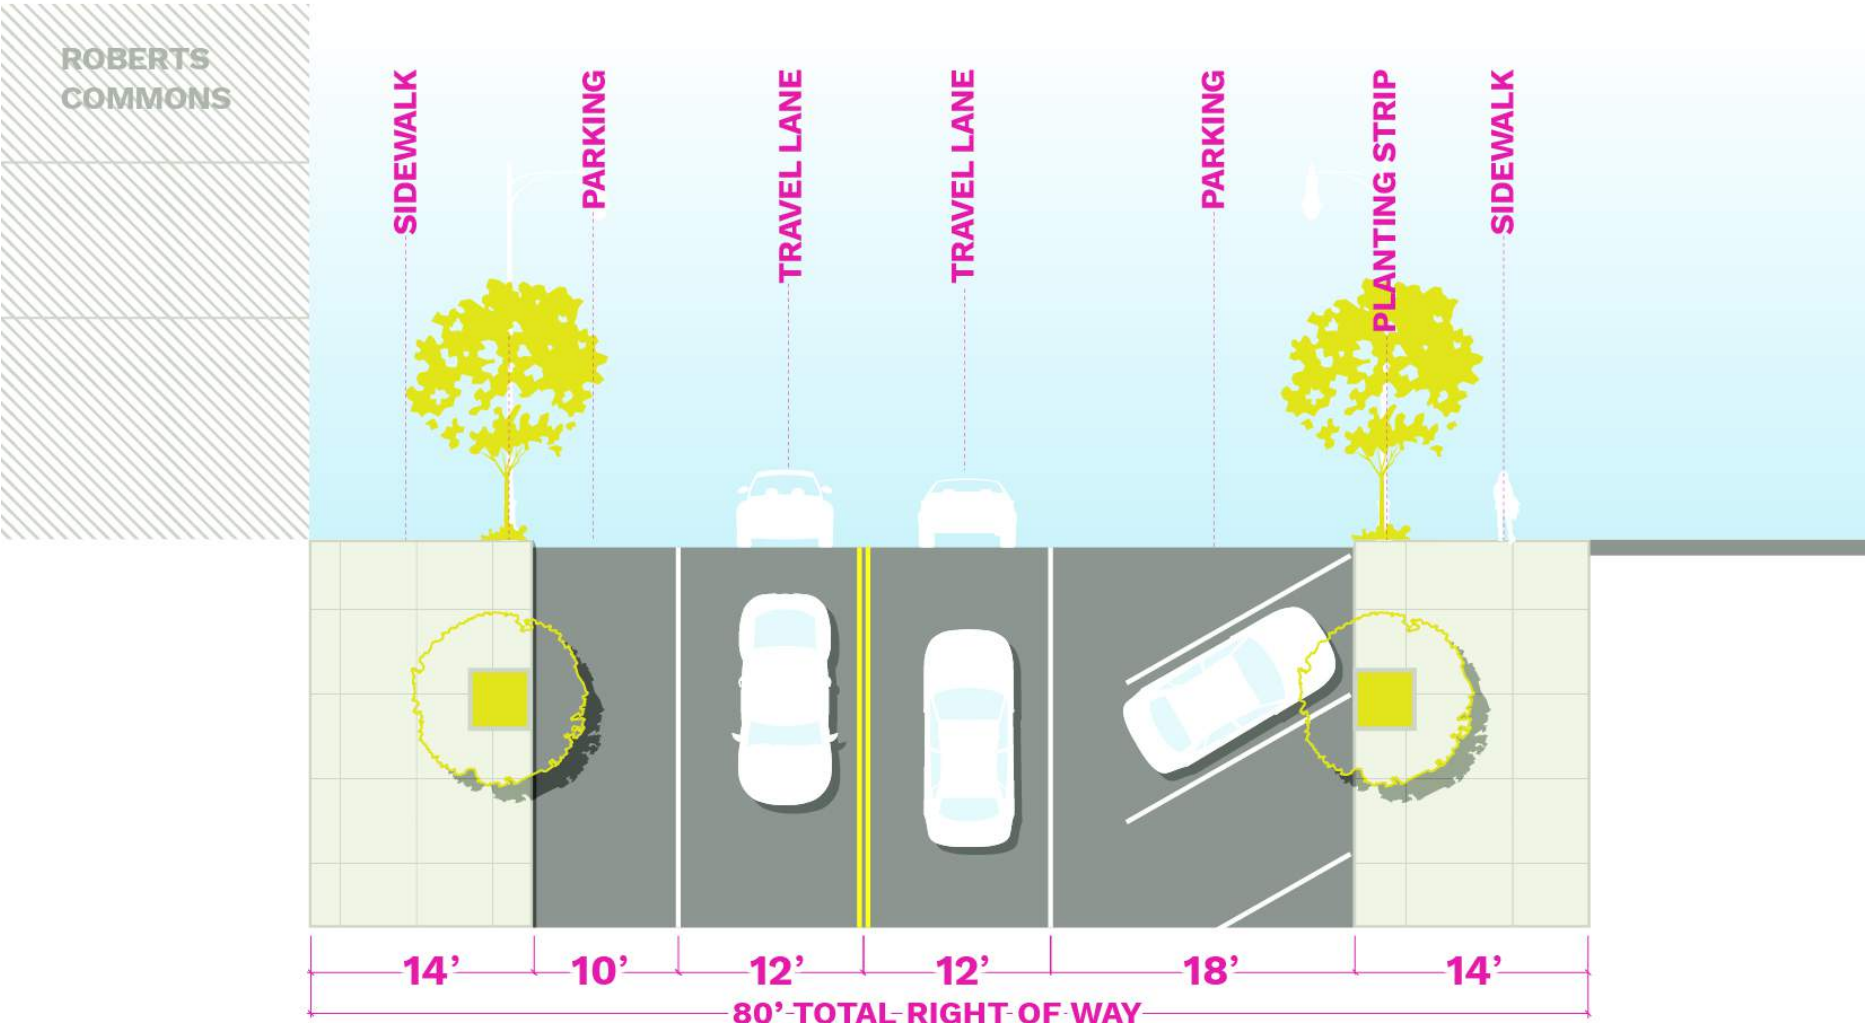 ROBERTS
COMMONS
SIDEWALK
PARKING
TRAVEL LANE
TRAVEL LANE
PARKING
PLANTING STRIP
SIDEWALK
14’
10’
12’
12’
18’
14’
80’ TOTAL RIGHT OF WAY